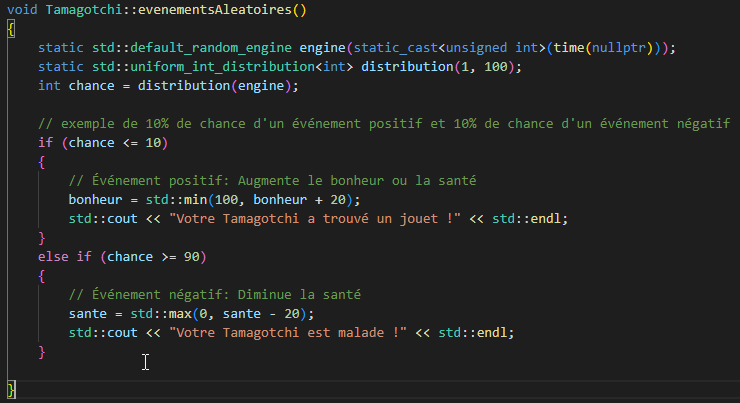 void Tamagotchi::evenementsAleatoires()
{
    static std::default_random_engine engine(static_cast<unsigned int>(time(nullptr)));
    static std::uniform_int_distribution<int> distribution(1, 100);
    int chance = distribution(engine);

    // exemple de 10% de chance d'un événement positif et 10% de chance d'un événement négatif
    if (chance <= 10)
    {
        // Événement positif: Augmente le bonheur ou la santé
        bonheur = std::min(100, bonheur + 20);
        std::cout << "Votre Tamagotchi a trouvé un jouet !" << std::endl;
    }
    else if (chance >= 90)
    {
        // Événement négatif: Diminue la santé
        sante = std::max(0, sante - 20);
        std::cout << "Votre Tamagotchi est malade !" << std::endl;
    }

}